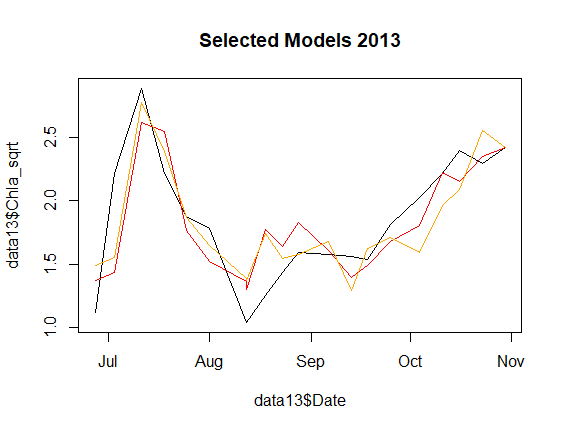 Selected Models 2013
data13$Chla_sqrt
2.5
2.0
1.5
1.0
Jul Aug Sep Oct Nov
data13$Date